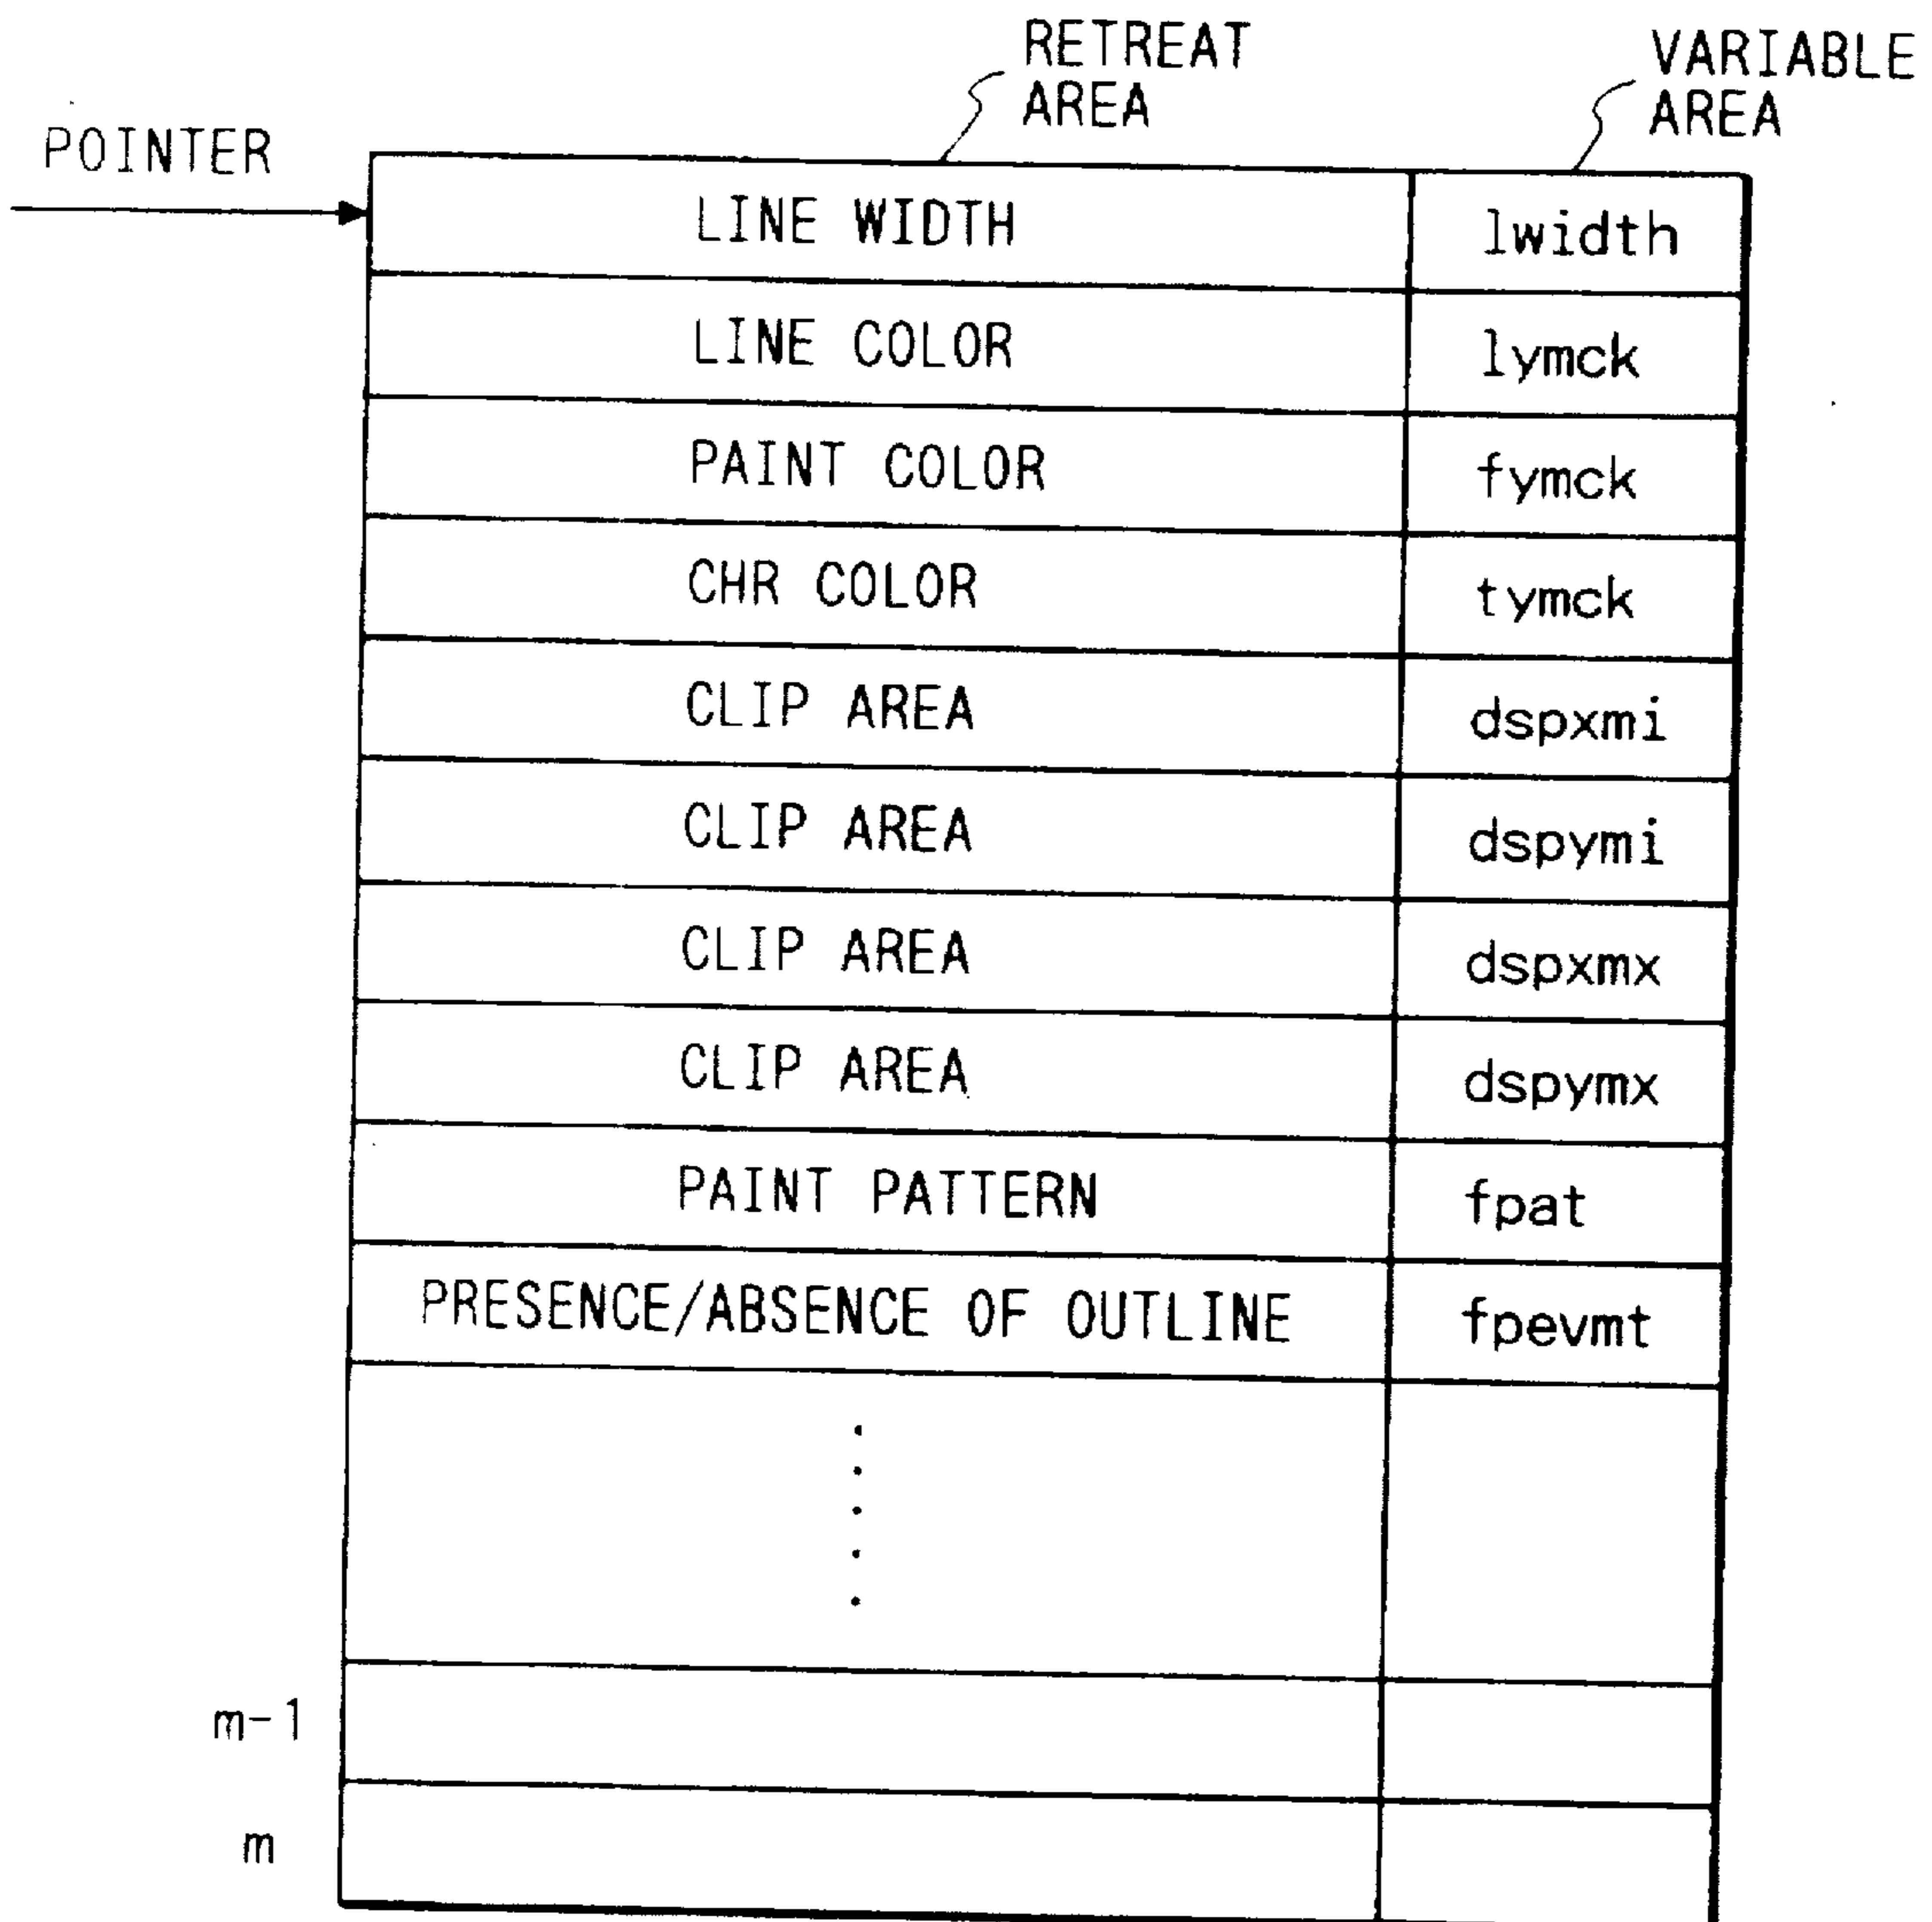 RETREAT
AREA
VARIABLE
AREA
POINTER
LINE WIDTH lwidth
LINE COLOR lymck
PAINT COLOR fymck
CHR COLOR tymck
CLIP AREA dspxmi
CLIP AREA dspymi
CLIP AREA dspxmx
CLIP AREA dspymx
PAINT PATTERN fpat
PRESENCE/ABSENCE OF OUTLINE fpevmt
m-1
m